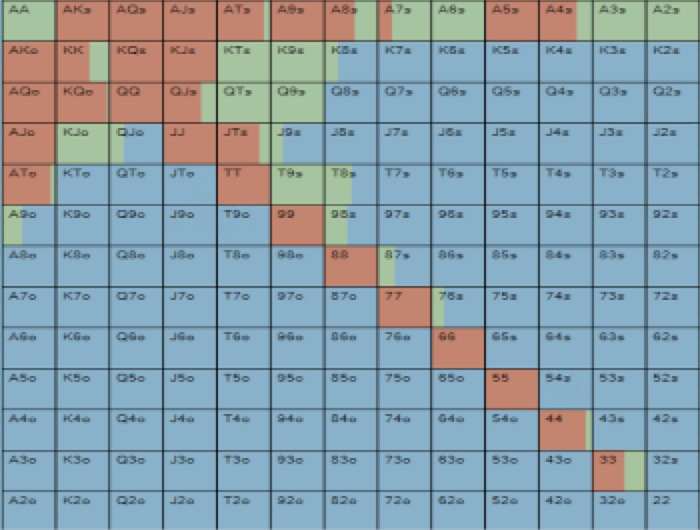 AA AKs AQs AJs ATs A9s A8s A7s A6s A5s A4s A3s A2s
AKo KK KQs KJs KTs K9s K8s K7s K6s K5s K4s K3s K2s
AQo KQo QQ QJs QTs Q9s Q8s Q7s Q6s Q5s Q4s Q3s Q2s
AJo KJo QJo JJ JTs J9s J8s J7s J6s J5s J4s J3s J2s
ATo KTo QTo JTo TT T9s T8s T7s T6s T5s T4s T3s T2s
A9o K9o Q9o J9o T9o 99 98s 97s 96s 95s 94s 93s 92s
A8o K8o Q8o J8o T8o 98o 88 87s 86s 85s 84s 83s 82s
A7o K7o Q7o J7o T7o 97o 87o 77 76s 75s 74s 73s 72s
A6o K6o Q6o J6o T6o 96o 86o 76o 66 65s 64s 63s 62s
A5o K5o Q5o J5o T5o 95o 85o 75o 65o 55 54s 53s 52s
A4o K4o Q4o J4o T4o 94o 84o 74o 64o 54o 44 43s 42s
A3o K3o Q3o J3o T3o 93o 83o 73o 63o 53o 43o 33 32s
A2o K2o Q2o J2o T2o 92o 82o 72o 62o 52o 42o 32o 22